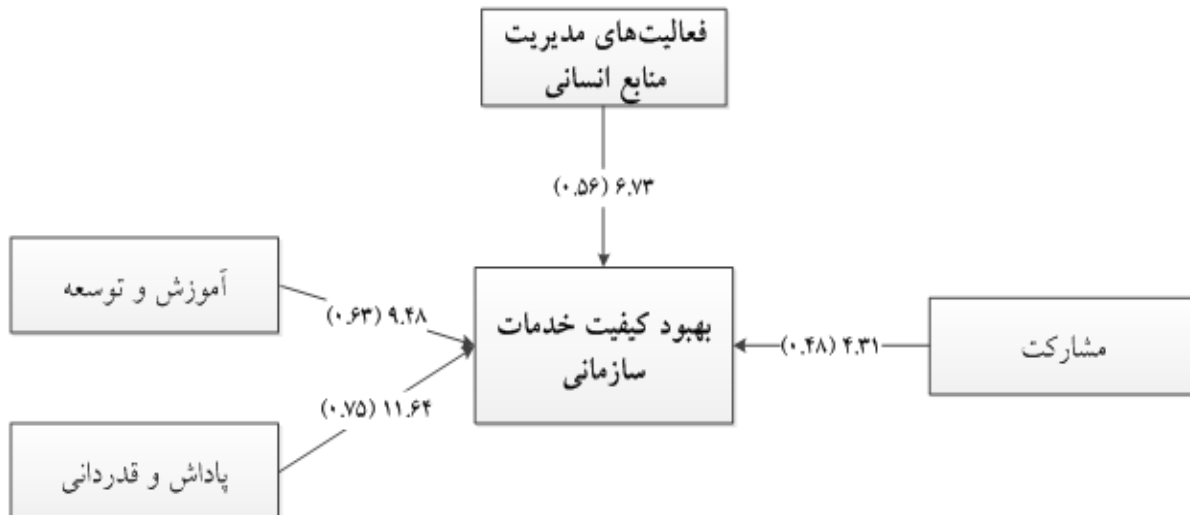 فعالیت‌های مدیریت
منابع انسانی
(۰.۵۶) ۶.۷۳
آموزش و توسعه
(۰.۶۳) ۹.۴۸
بهبود کیفیت خدمات
سازمانی
(۰.۴۸) ۴.۳۱
مشارکت
(۰.۷۵) ۱۱.۶۴
پاداش و قدردانی